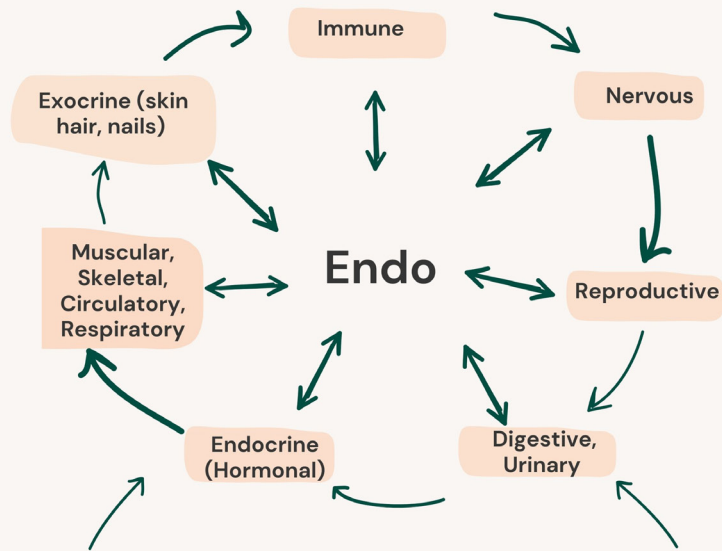 Immune
Nervous
Exocrine (skin
hair, nails)
Endo
Muscular,
Skeletal,
Circulatory,
Respiratory
Reproductive
Endocrine
(Hormonal)
Digestive,
Urinary